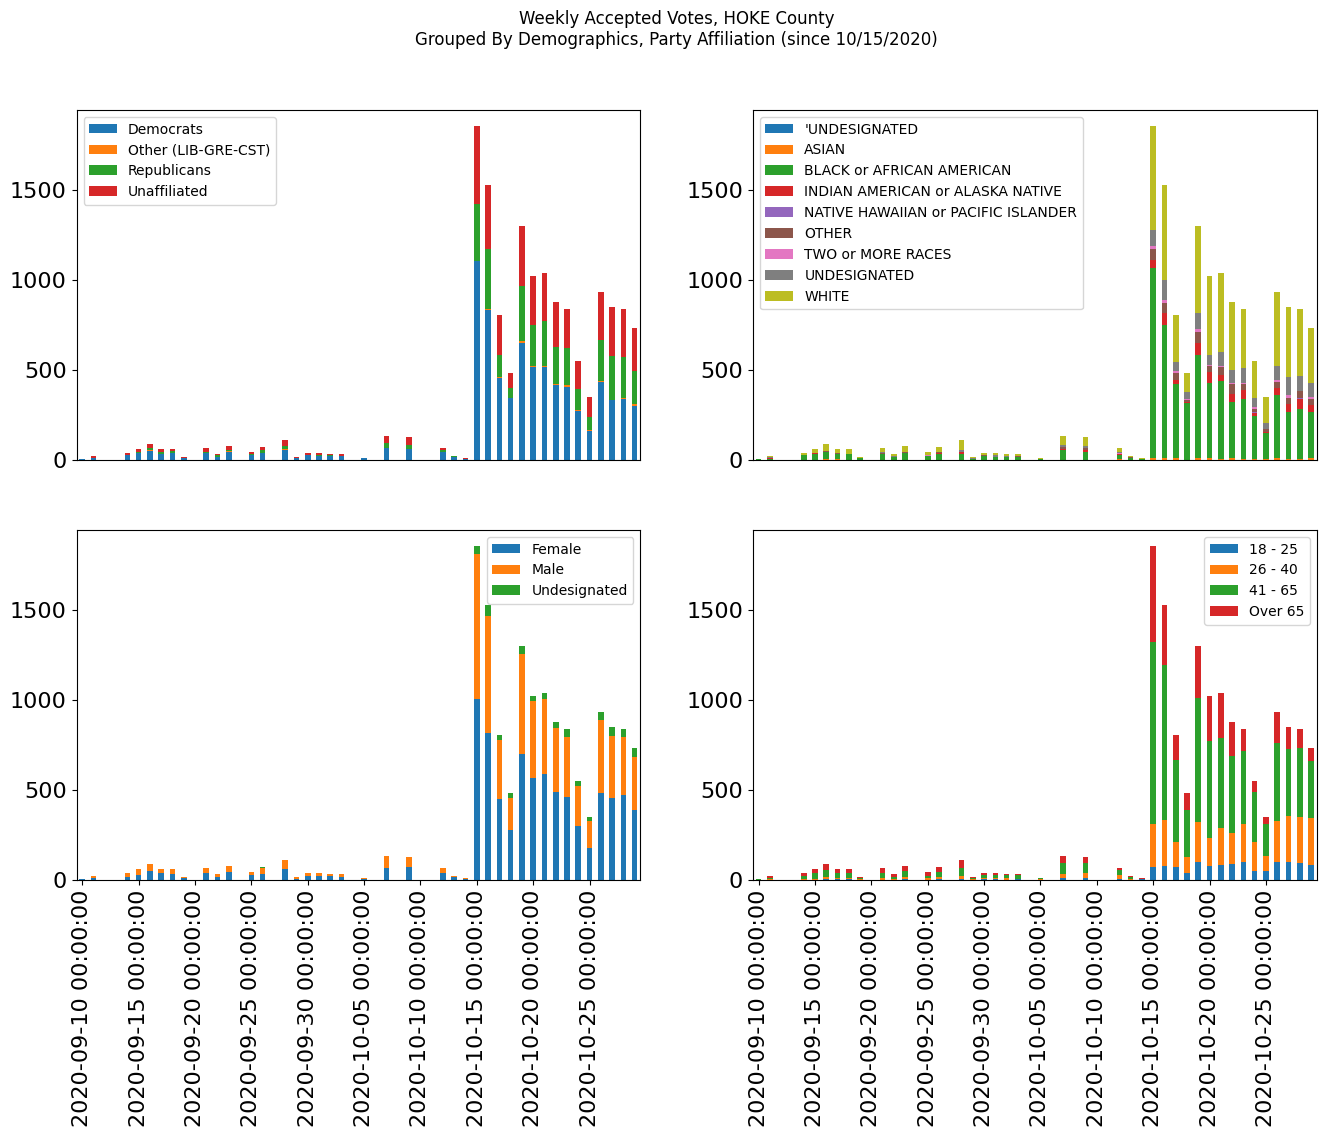 Weekly Accepted Votes, HOKE County
Grouped By Demographics, Party Affiliation (since 10/15/2020)
Democrats
Other (LIB-GRE-CST)
Republicans
Unaffiliated
1500
1000
500
0
'UNDESIGNATED
ASIAN
BLACK or AFRICAN AMERICAN
INDIAN AMERICAN or ALASKA NATIVE
NATIVE HAWAIIAN or PACIFIC ISLANDER
OTHER
TWO or MORE RACES
UNDESIGNATED
WHITE
1500
1000
500
0
Female
Male
Undesignated
1500
1000
500
0
2020-09-10 00:00:00
2020-09-15 00:00:00
2020-09-20 00:00:00
2020-09-25 00:00:00
2020-09-30 00:00:00
2020-10-05 00:00:00
2020-10-10 00:00:00
2020-10-15 00:00:00
2020-10-20 00:00:00
2020-10-25 00:00:00
18 - 25
26 - 40
41 - 65
Over 65
1500
1000
500
0
2020-09-10 00:00:00
2020-09-15 00:00:00
2020-09-20 00:00:00
2020-09-25 00:00:00
2020-09-30 00:00:00
2020-10-05 00:00:00
2020-10-10 00:00:00
2020-10-15 00:00:00
2020-10-20 00:00:00
2020-10-25 00:00:00